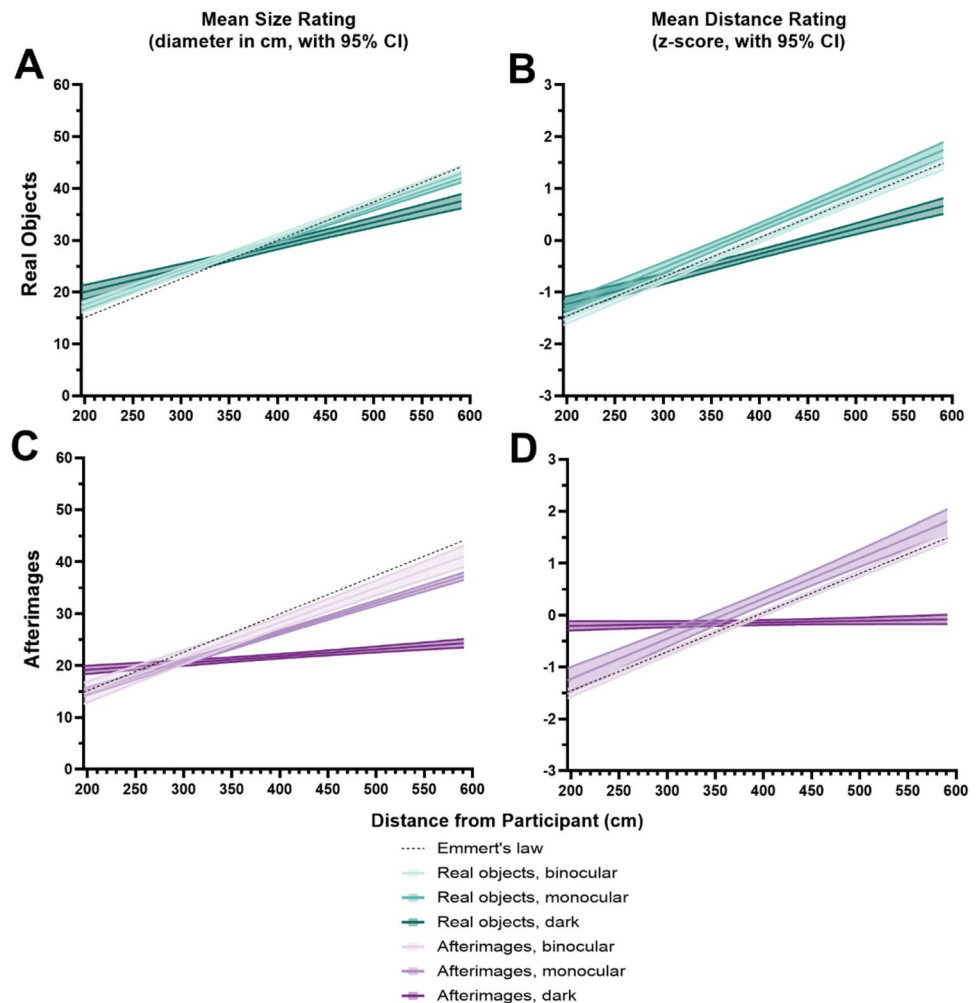 Mean Size Rating
(diameter in cm, with 95% CI)
Mean Distance Rating
(z-score, with 95% CI)
A
B
Real Objects
60
50
40
30
20
10
0
200 250 300 350 400 450 500 550 600
3
2
1
0
-1
-2
-3
200 250 300 350 400 450 500 550 600
C
D
Afterimages
60
50
40
30
20
10
0
200 250 300 350 400 450 500 550 600
3
2
1
0
-1
-2
-3
200 250 300 350 400 450 500 550 600
Distance from Participant (cm)
Emmert's law
Real objects, binocular
Real objects, monocular
Real objects, dark
Afterimages, binocular
Afterimages, monocular
Afterimages, dark